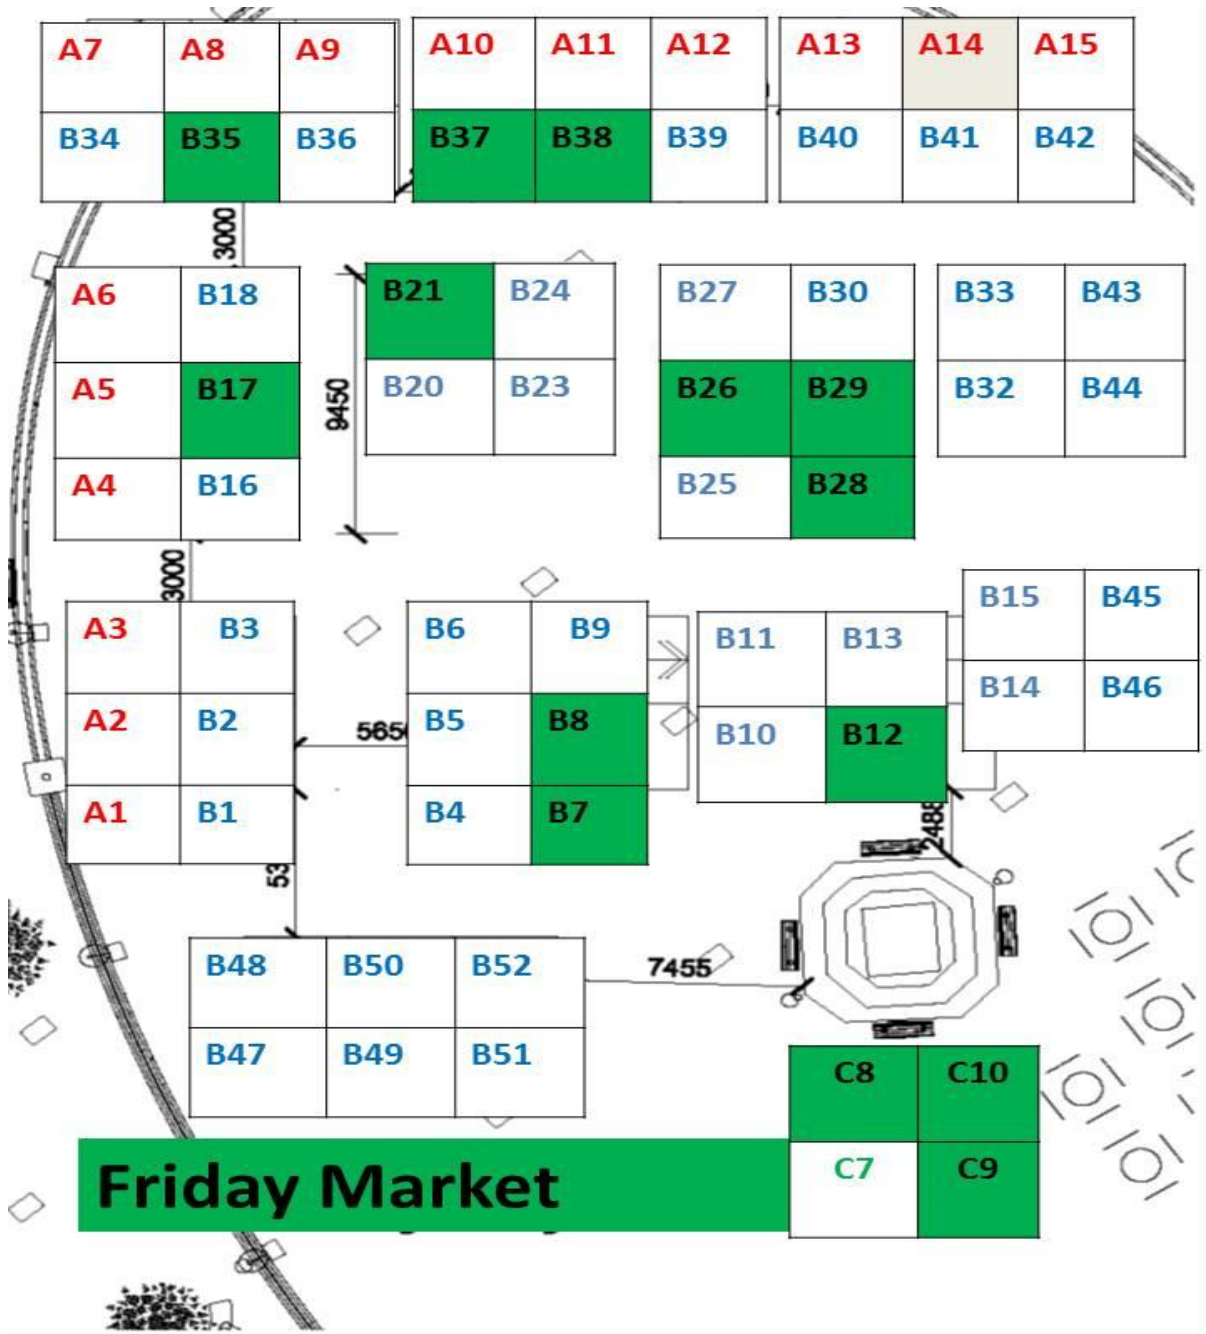 A7 A8 A9 A10 A11 A12 A13 A14 A15
B34 B35 B36 B37 B38 B39 B40 B41 B42
3000
A6 B18 B21 B24 B27 B30 B33 B43
A5 B17 B20 B23 B26 B29 B32 B44
9450
A4 B16 B25 B28
3000
B15 B45
A3 B3 B6 B9 B11 B13
B14 B46
A2 B2 B5 B8 B10 B12
A1 B1 B4 B7
2488
53
B48 B50 B52
7455
B47 B49 B51
C8 C10
Friday Market
C7 C9